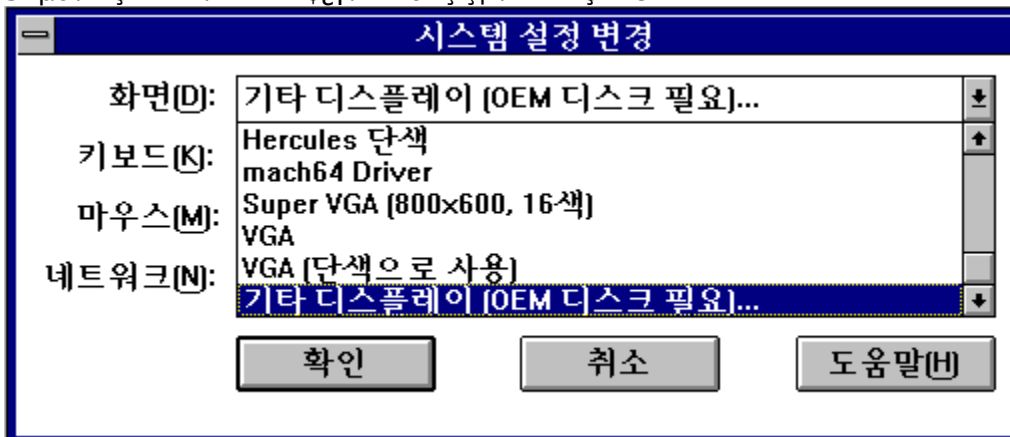 시스템 설정 변경
화면(D): 기타 디스플레이 (OEM 디스크 필요)...
Hercules 단색
키보드(K):
mach64 Driver
마우스(M):
Super VGA (800x600, 16색)
VGA
네트워크(N):
VGA (단색으로 사용)
기타 디스플레이 (OEM 디스크 필요)...
확인 취소 도움말(H)